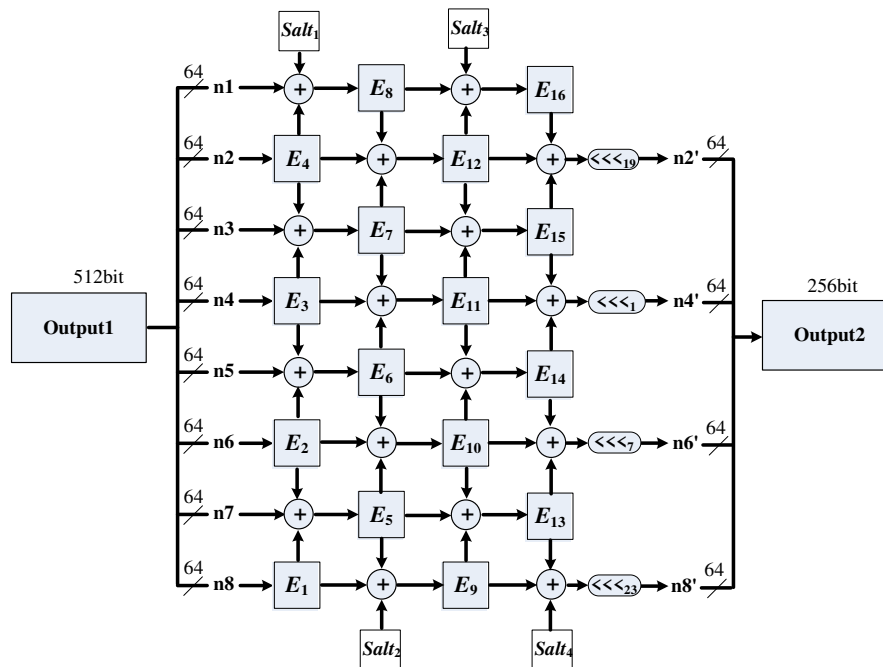 Salt1 Salt3
64 n1 + E8 + E16
64 n2 E4 + E12 + <<<19 n2' 64
64 n3 + E7 + E15
512bit 64 n4 E3 + E11 + <<<1 n4' 64 256bit
Output1 Output2
64 n5 + E6 + E14
64 n6 E2 + E10 + <<<7 n6' 64
64 n7 + E5 + E13
64 n8 E1 + E9 + <<<23 n8' 64
Salt2 Salt4